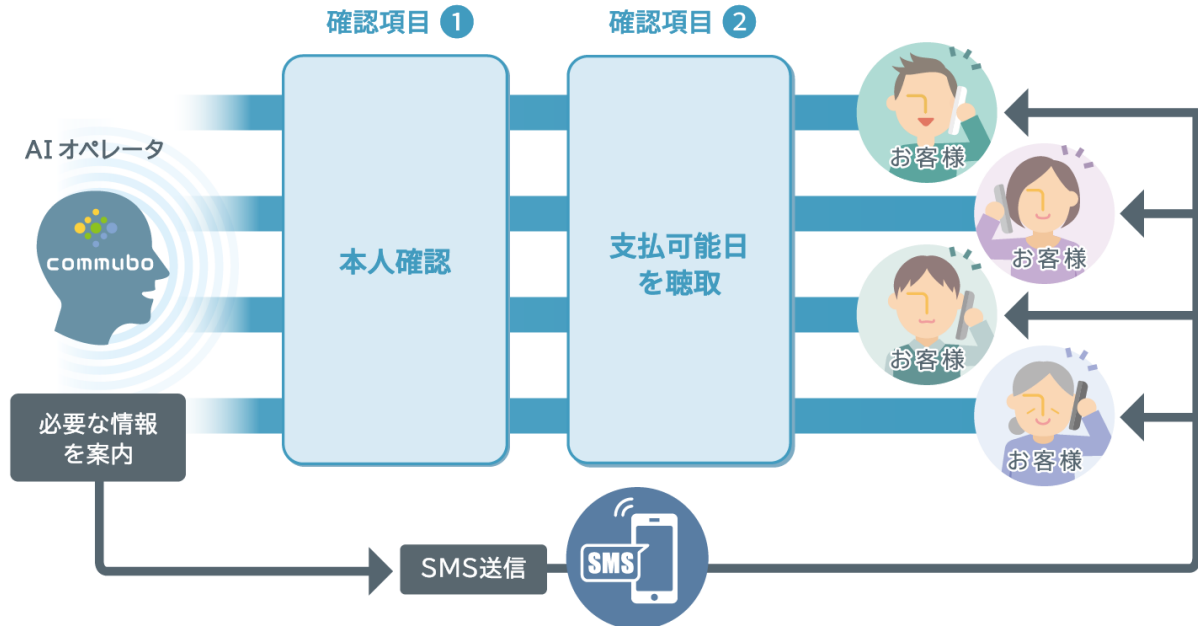 確認項目 1
確認項目 2
AIオペレータ
commubo
本人確認
支払可能日
を聴取
お客様
お客様
お客様
お客様
必要な情報
を案内
SMS送信
SMS